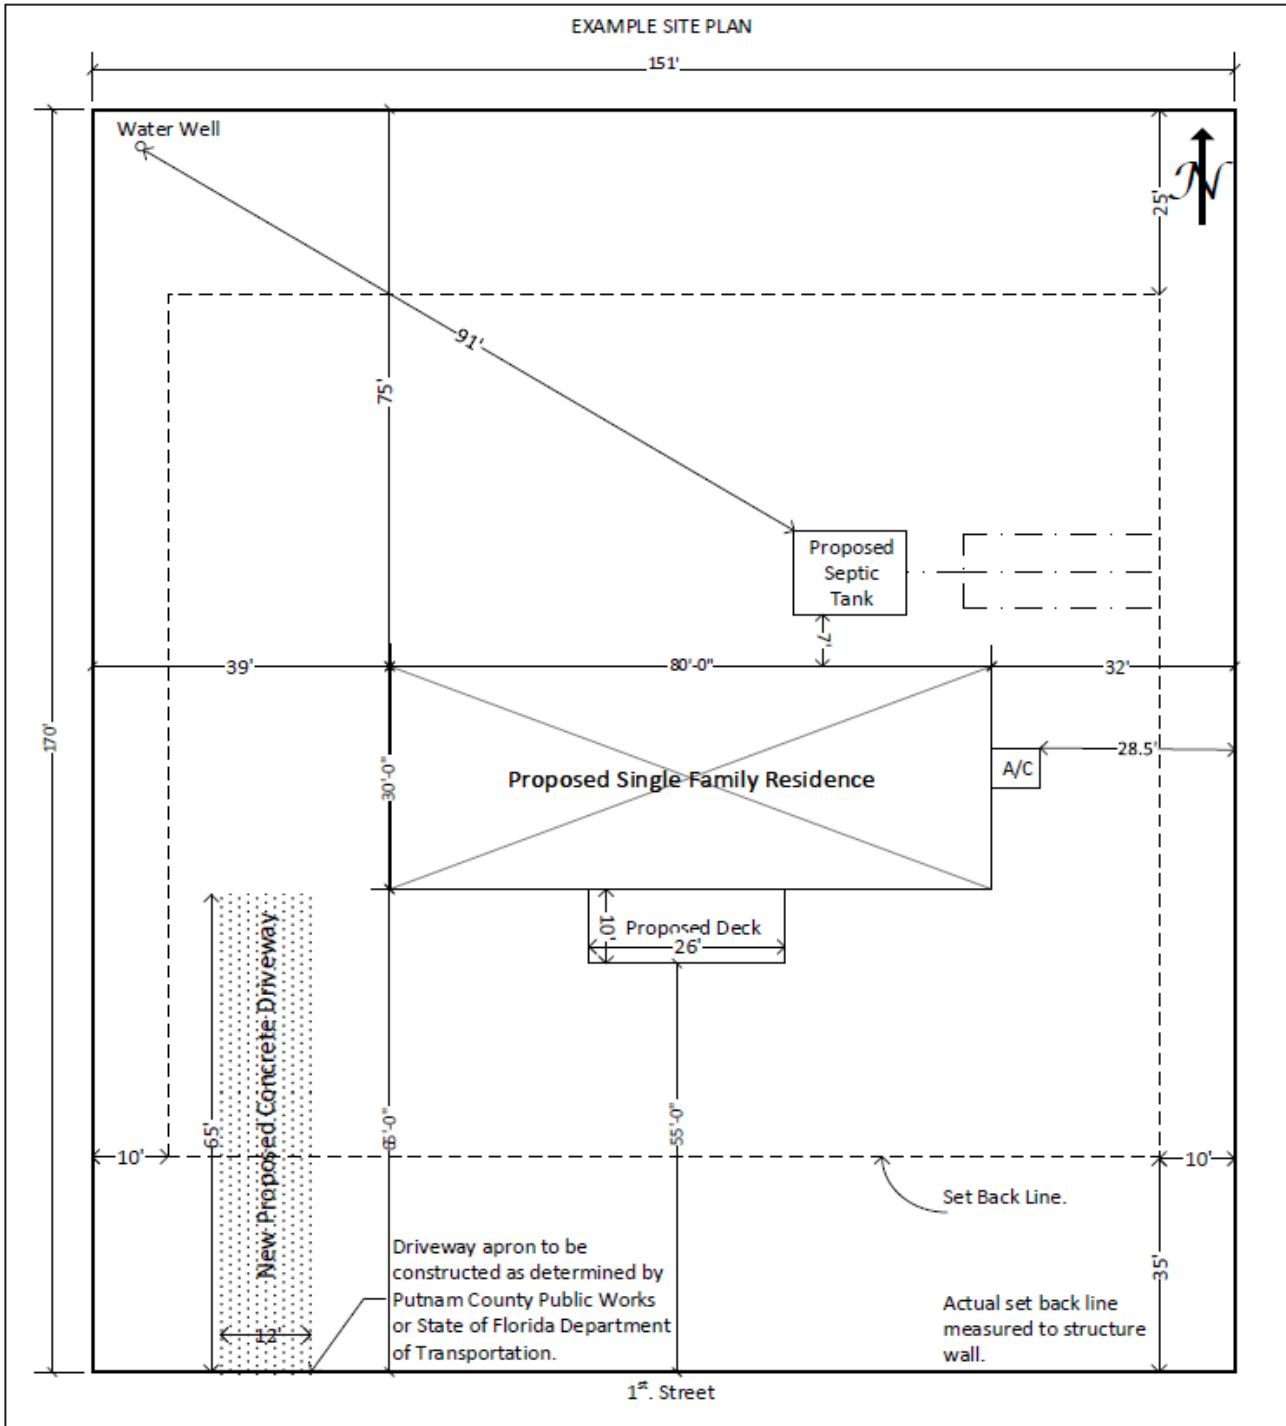 EXAMPLE SITE PLAN
151'
Water Well
N
25'
91'
75'
Proposed
Septic
Tank
7'
39'
80'-0"
32'
170'
28.5'
A/C
30'-0"
Proposed Single Family Residence
10'
Proposed Deck
26'
New Proposed Concrete Driveway
65'
65'-0"
55'-0"
10'
10'
Set Back Line.
35'
Driveway apron to be
constructed as determined by
Putnam County Public Works
or State of Florida Department
of Transportation.
Actual set back line
measured to structure
wall.
12'
1st. Street